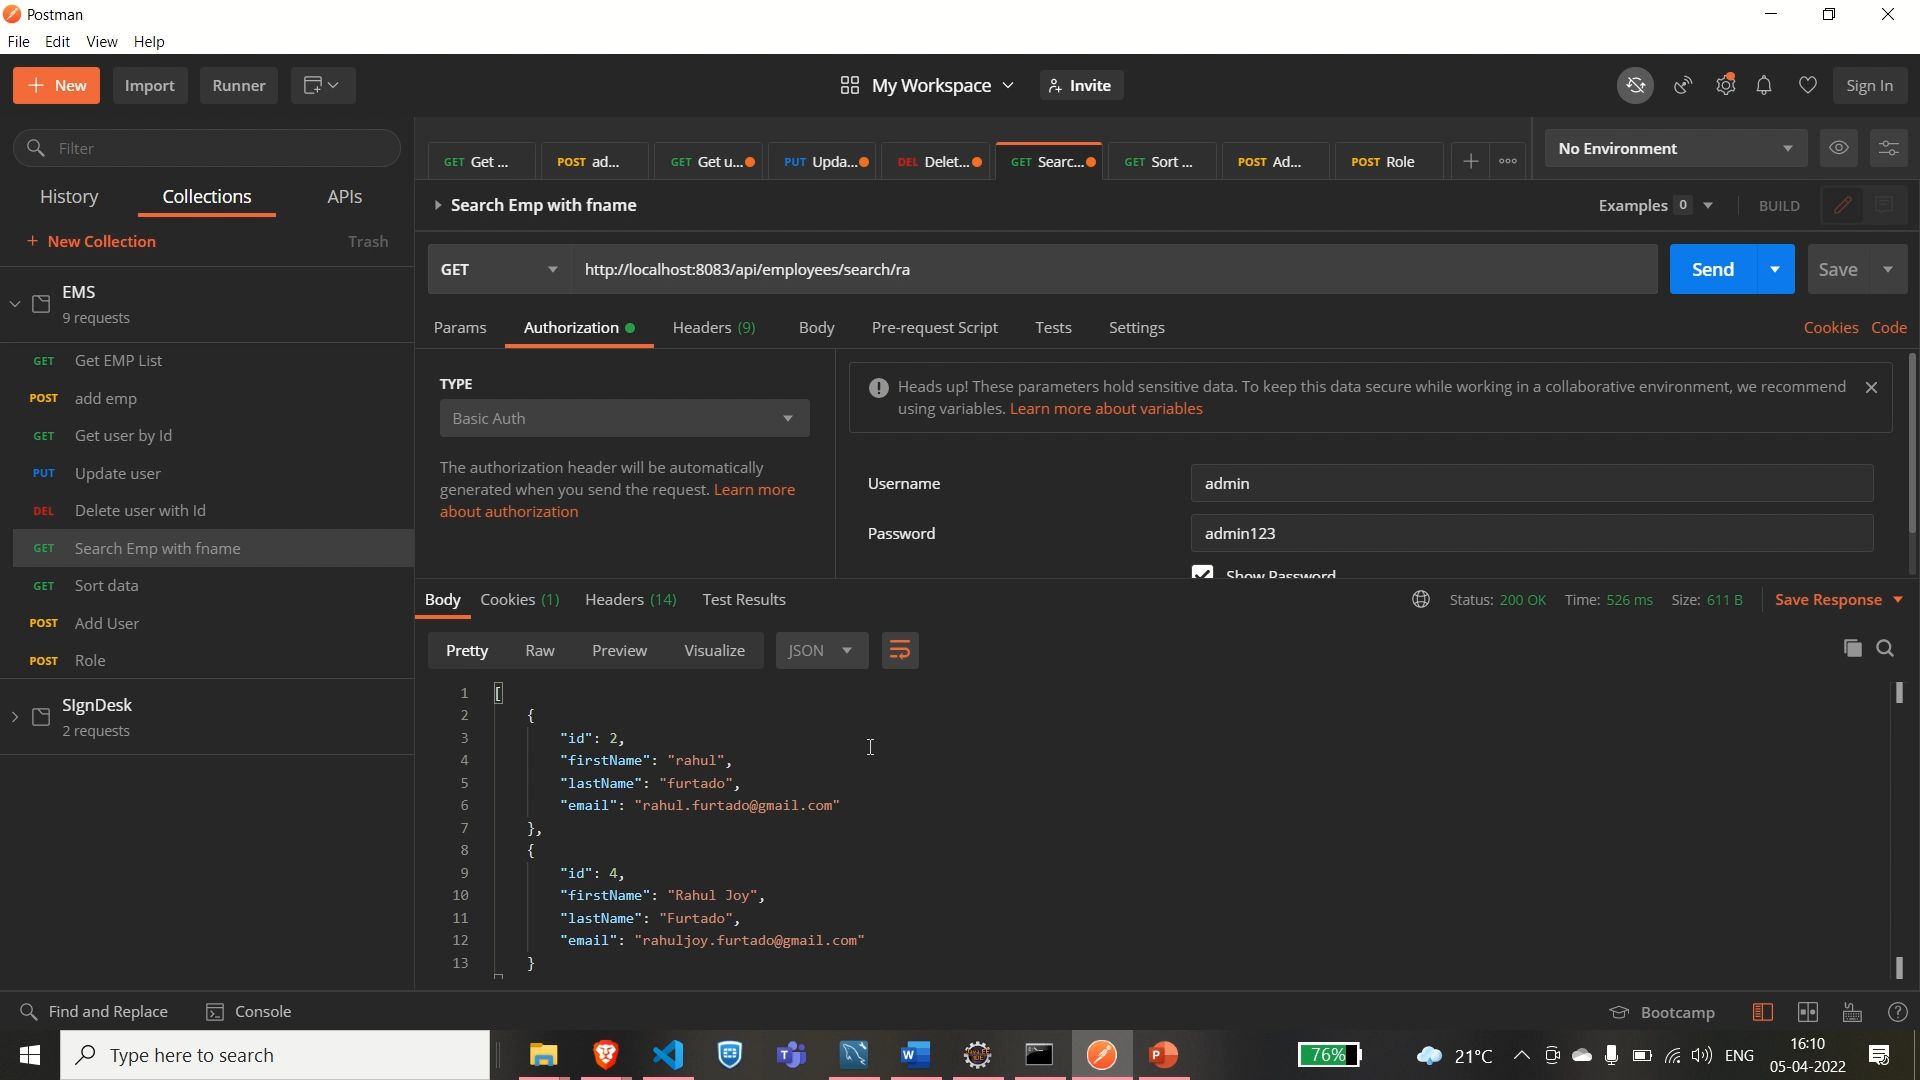 Postman
File Edit View Help
New Import Runner My Workspace Invite Sign In
Filter
GET Get ... POST ad... GET Get u... PUT Upda... DEL Delet... GET Searc... GET Sort ... POST Ad... POST Role
No Environment
History Collections APIs
+ New Collection Trash
Search Emp with fname Examples 0 BUILD
GET http://localhost:8083/api/employees/search/ra Send Save
EMS
9 requests
Params Authorization Headers (9) Body Pre-request Script Tests Settings Cookies Code
GET Get EMP List
POST add emp
GET Get user by Id
PUT Update user
DEL Delete user with Id
GET Search Emp with fname
GET Sort data
POST Add User
POST Role
SIgnDesk
2 requests
TYPE
Basic Auth
The authorization header will be automatically
generated when you send the request. Learn more
about authorization
Heads up! These parameters hold sensitive data. To keep this data secure while working in a collaborative environment, we recommend
using variables. Learn more about variables
Username admin
Password admin123
Show Password
Body Cookies (1) Headers (14) Test Results Status: 200 OK Time: 526 ms Size: 611 B Save Response
Pretty Raw Preview Visualize JSON
1 [
2 {
3 "id": 2,
4 "firstName": "rahul",
5 "lastName": "furtado",
6 "email": "rahul.furtado@gmail.com"
7 },
8 {
9 "id": 4,
10 "firstName": "Rahul Joy",
11 "lastName": "Furtado",
12 "email": "rahuljoy.furtado@gmail.com"
13 }
Find and Replace Console Bootcamp
Type here to search 76% 21°C ENG 16:10
05-04-2022